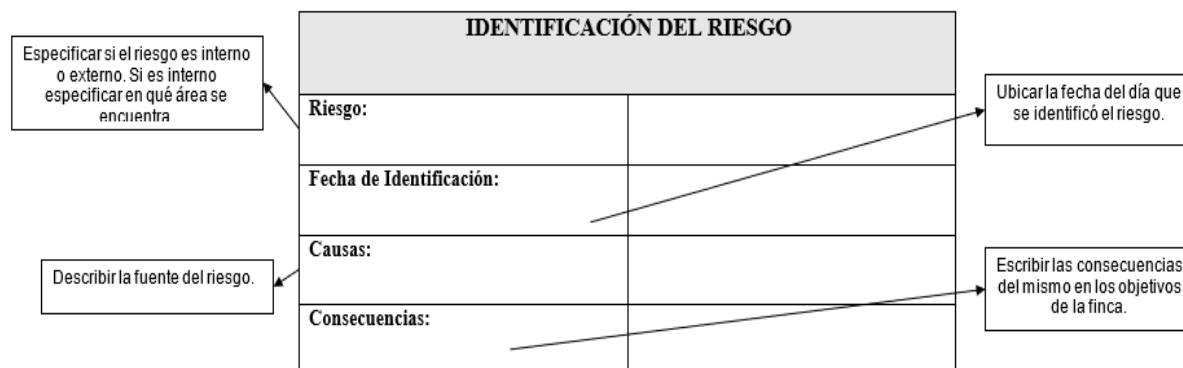 IDENTIFICACIÓN DEL RIESGO
Especificar si el riesgo es interno
o externo. Si es interno
especificar en qué área se
encuentra
Riesgo:
Ubicar la fecha del día que
se identificó el riesgo.
Fecha de Identificación:
Causas:
Describir la fuente del riesgo.
Escribir las consecuencias
del mismo en los objetivos
de la finca.
Consecuencias: